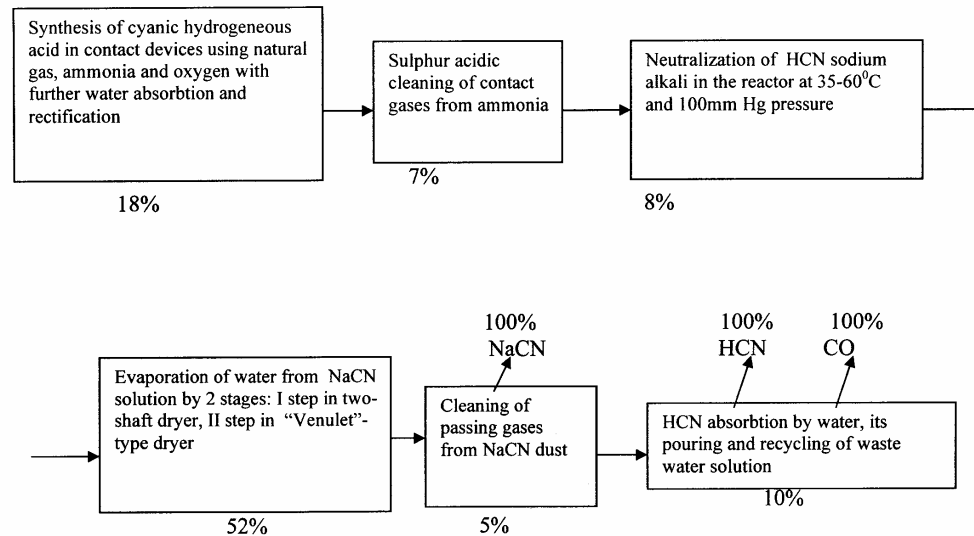 Synthesis of cyanic hydrogeneous
acid in contact devices using natural
gas, ammonia and oxygen with
further water absorbtion and
rectification
18%
Sulphur acidic
cleaning of contact
gases from ammonia
7%
Neutralization of HCN sodium
alkali in the reactor at 35-60⁰C
and 100mm Hg pressure
8%
Evaporation of water from NaCN
solution by 2 stages: I step in two-
shaft dryer, II step in “Venulet”-
type dryer
52%
100%
NaCN
Cleaning of
passing gases
from NaCN dust
5%
100%
HCN
100%
CO
HCN absorbtion by water, its
pouring and recycling of waste
water solution
10%